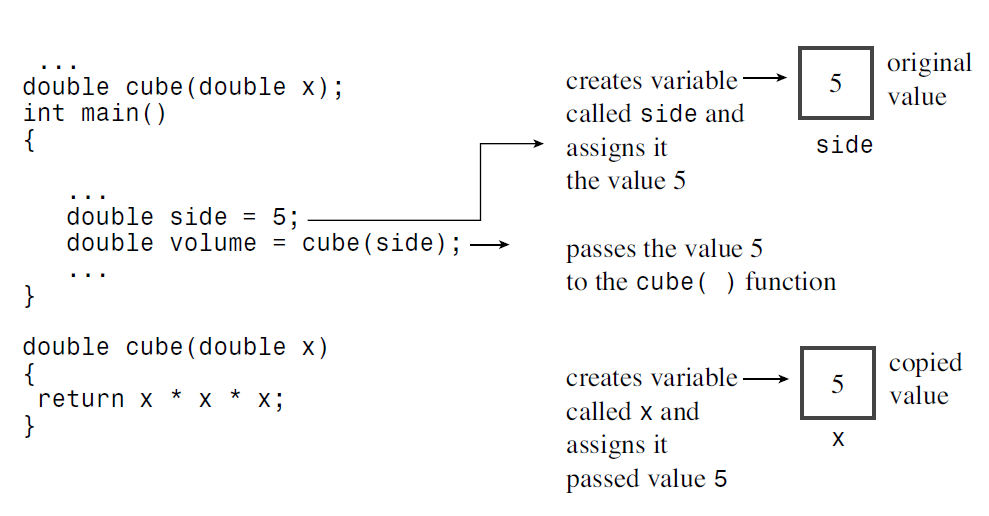 ...
double cube(double x);
int main()
{
...
double side = 5;
double volume = cube(side);
...
}
double cube(double x)
{
return x * x * x;
}
creates variable
called side and
assigns it
the value 5
5
original
value
side
passes the value 5
to the cube( ) function
creates variable
called x and
assigns it
passed value 5
5
copied
value
x